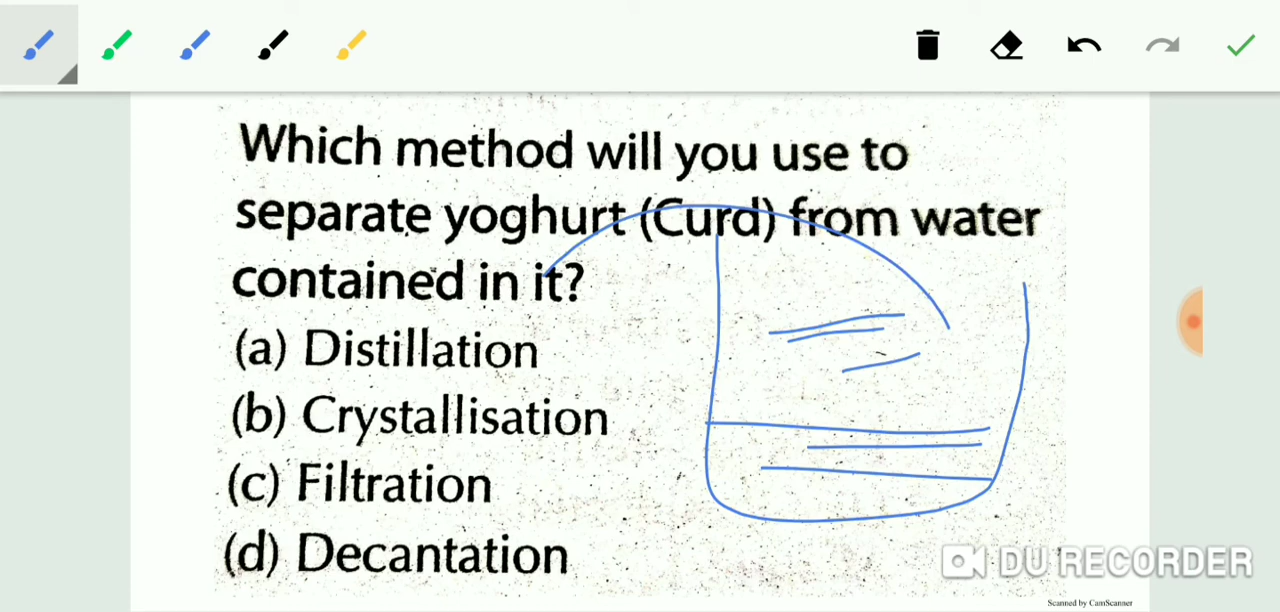 Which method will you use to
separate yoghurt (Curd) from water
contained in it?
(a) Distillation
(b) Crystallisation
(c) Filtration
(d) Decantation
DU RECORDER
Scanned by CamScanner